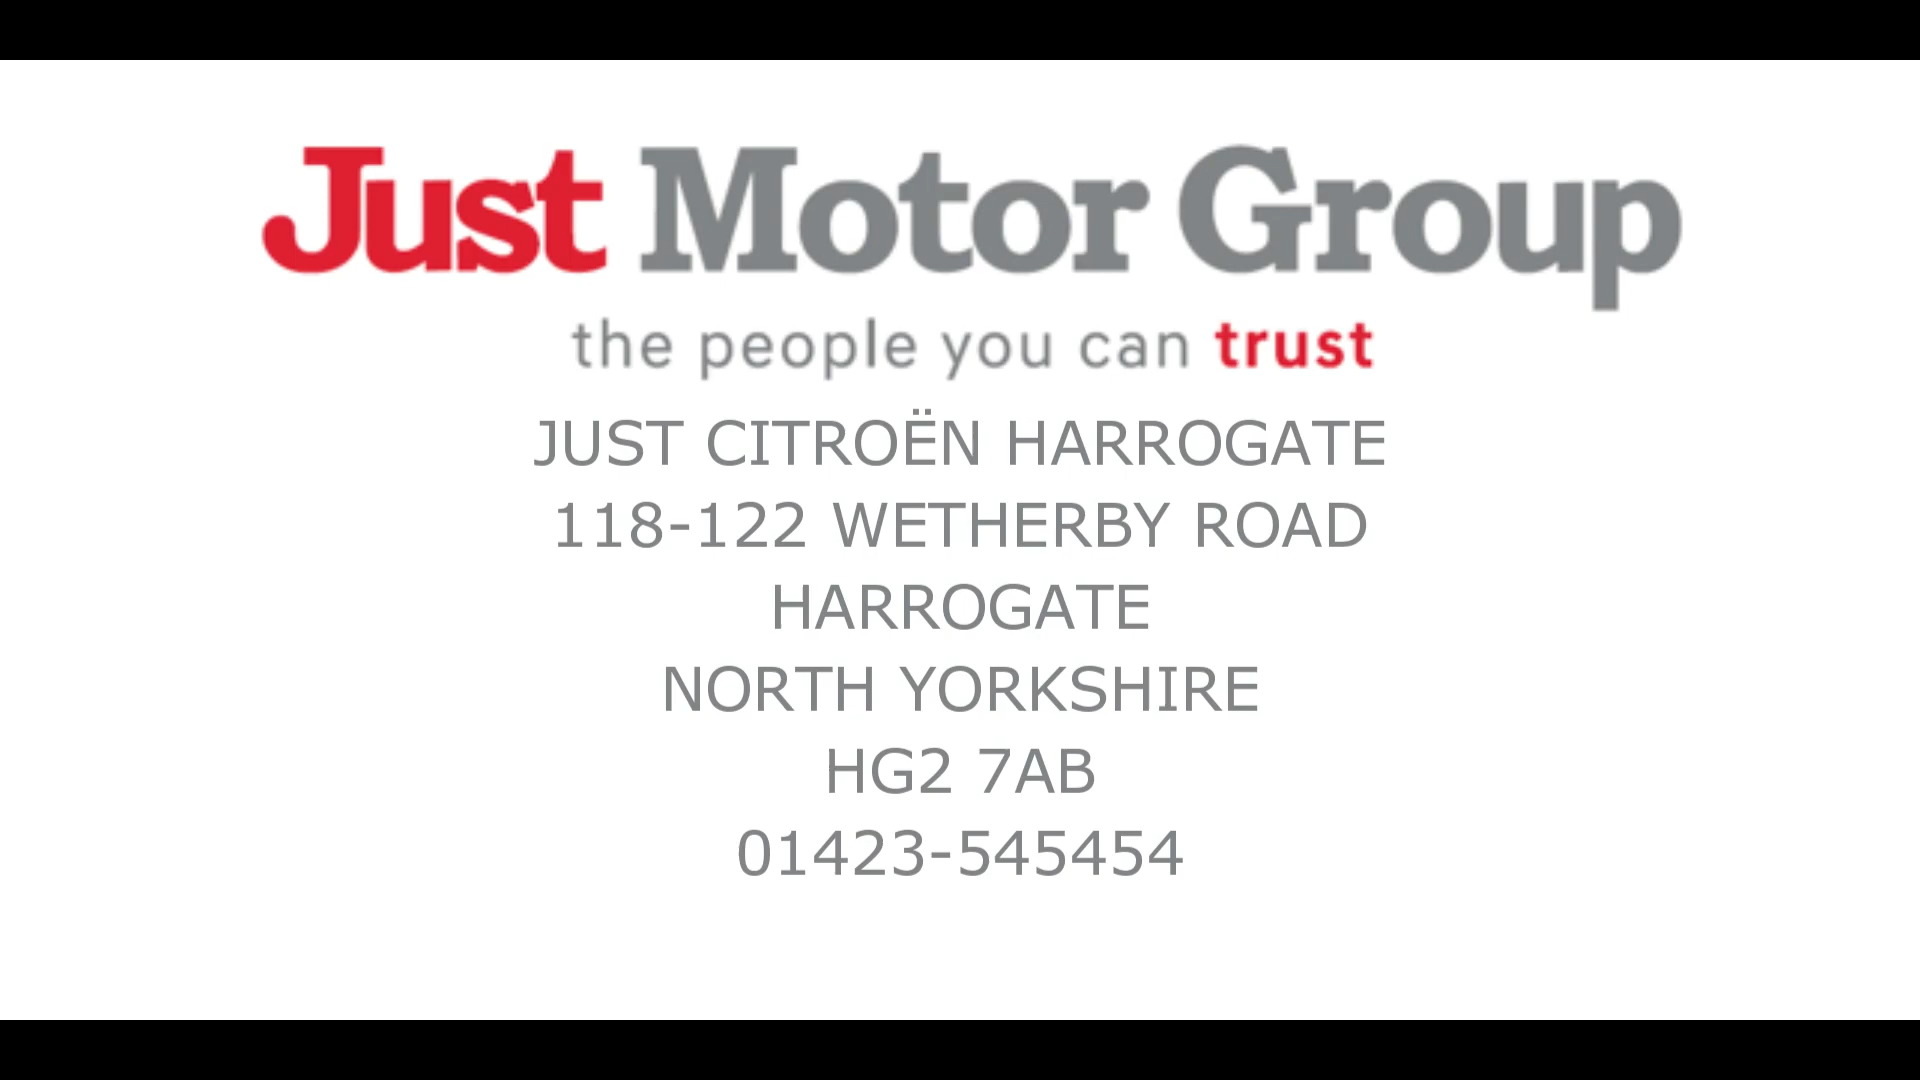 Just Motor Group
the people you can trust
JUST CITROËN HARROGATE
118-122 WETHERBY ROAD
HARROGATE
NORTH YORKSHIRE
HG2 7AB
01423-545454